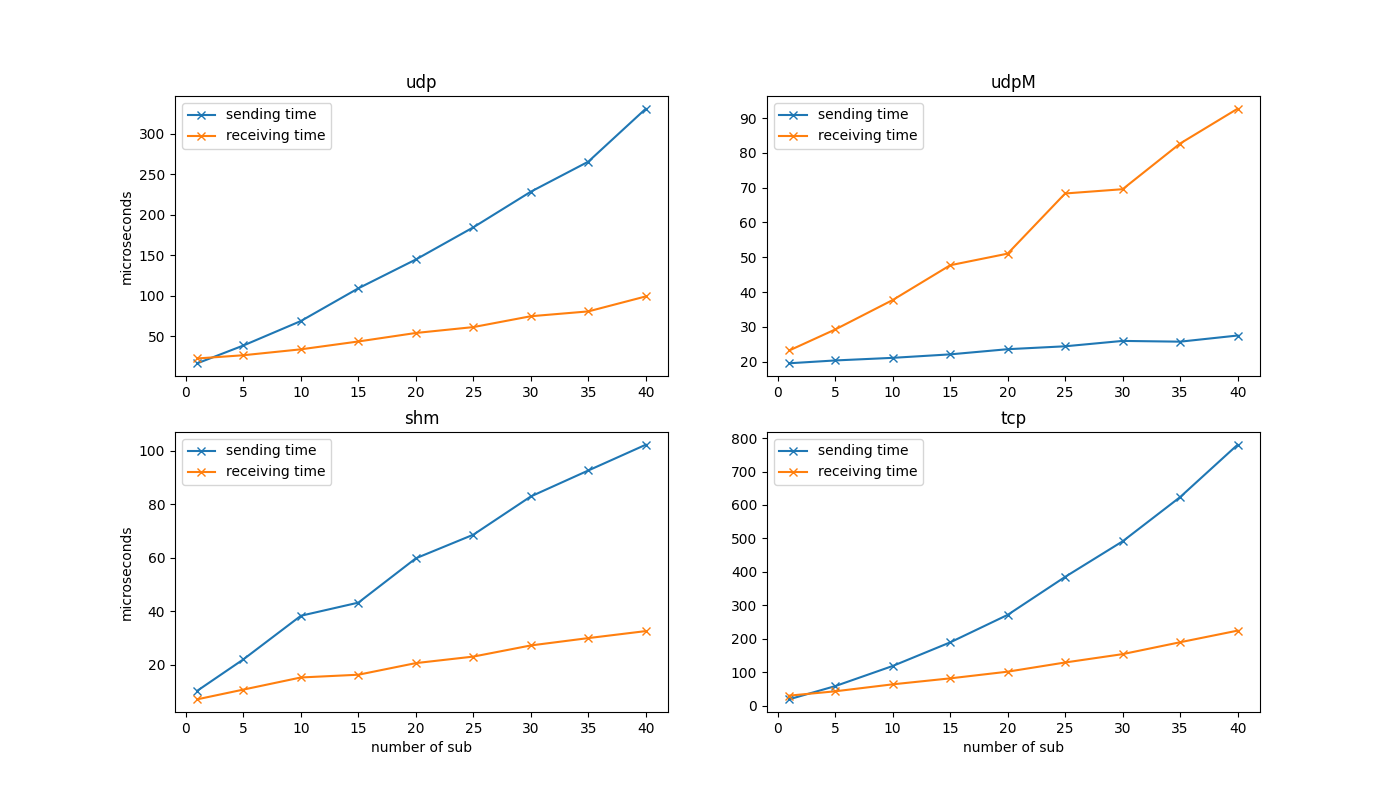 udp
sending time
receiving time
microseconds
300
250
200
150
100
50
0 5 10 15 20 25 30 35 40
udpM
sending time
receiving time
90
80
70
60
50
40
30
20
0 5 10 15 20 25 30 35 40
shm
sending time
receiving time
microseconds
100
80
60
40
20
0 5 10 15 20 25 30 35 40
number of sub
tcp
sending time
receiving time
800
700
600
500
400
300
200
100
0
0 5 10 15 20 25 30 35 40
number of sub